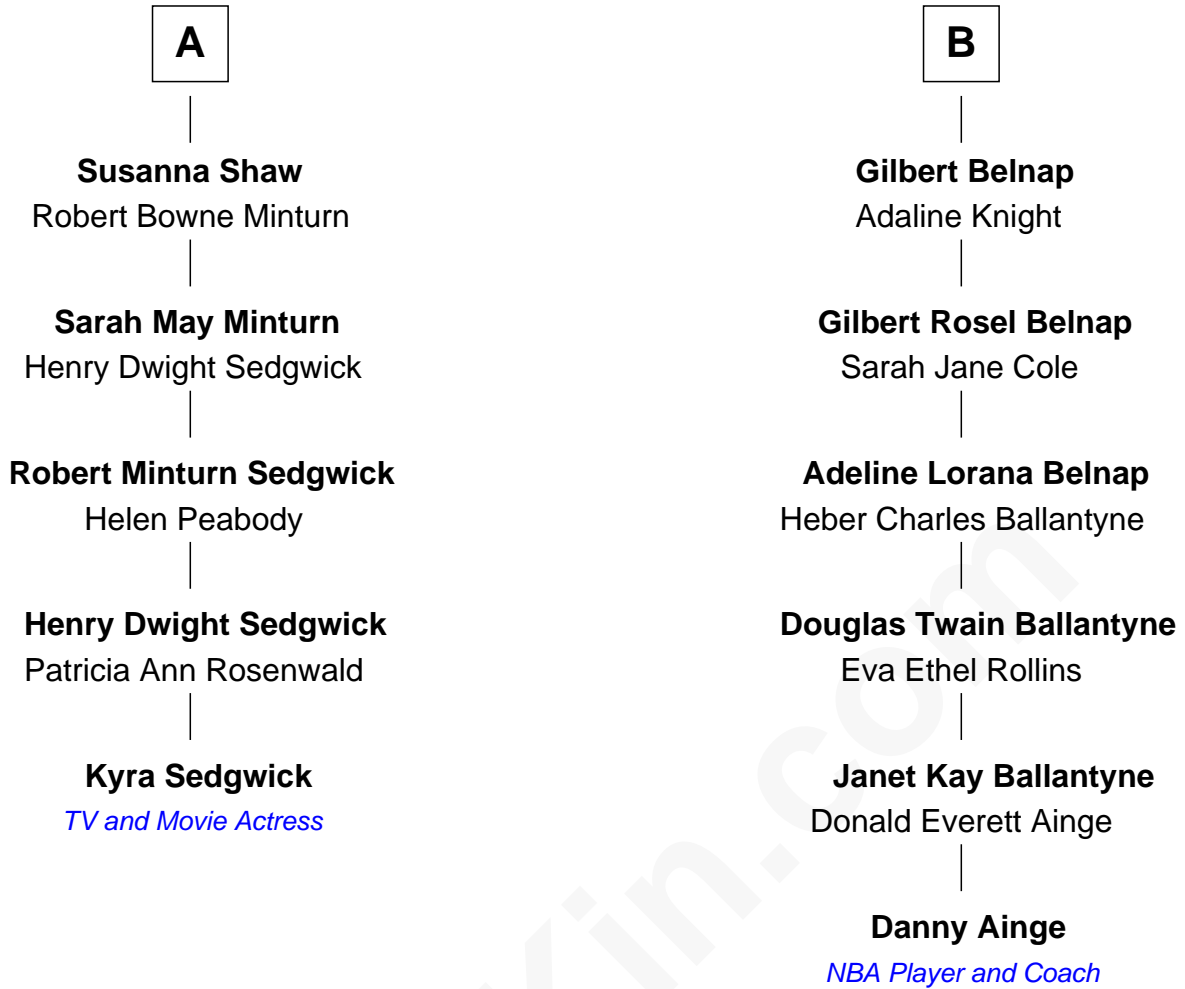 A
Susanna Shaw
Robert Bowne Minturn
Sarah May Minturn
Henry Dwight Sedgwick
Robert Minturn Sedgwick
Helen Peabody
Henry Dwight Sedgwick
Patricia Ann Rosenwald
Kyra Sedgwick
TV and Movie Actress
B
Gilbert Belnap
Adaline Knight
Gilbert Rosel Belnap
Sarah Jane Cole
Adeline Lorana Belnap
Heber Charles Ballantyne
Douglas Twain Ballantyne
Eva Ethel Rollins
Janet Kay Ballantyne
Donald Everett Ainge
Danny Ainge
NBA Player and Coach
Kin.com